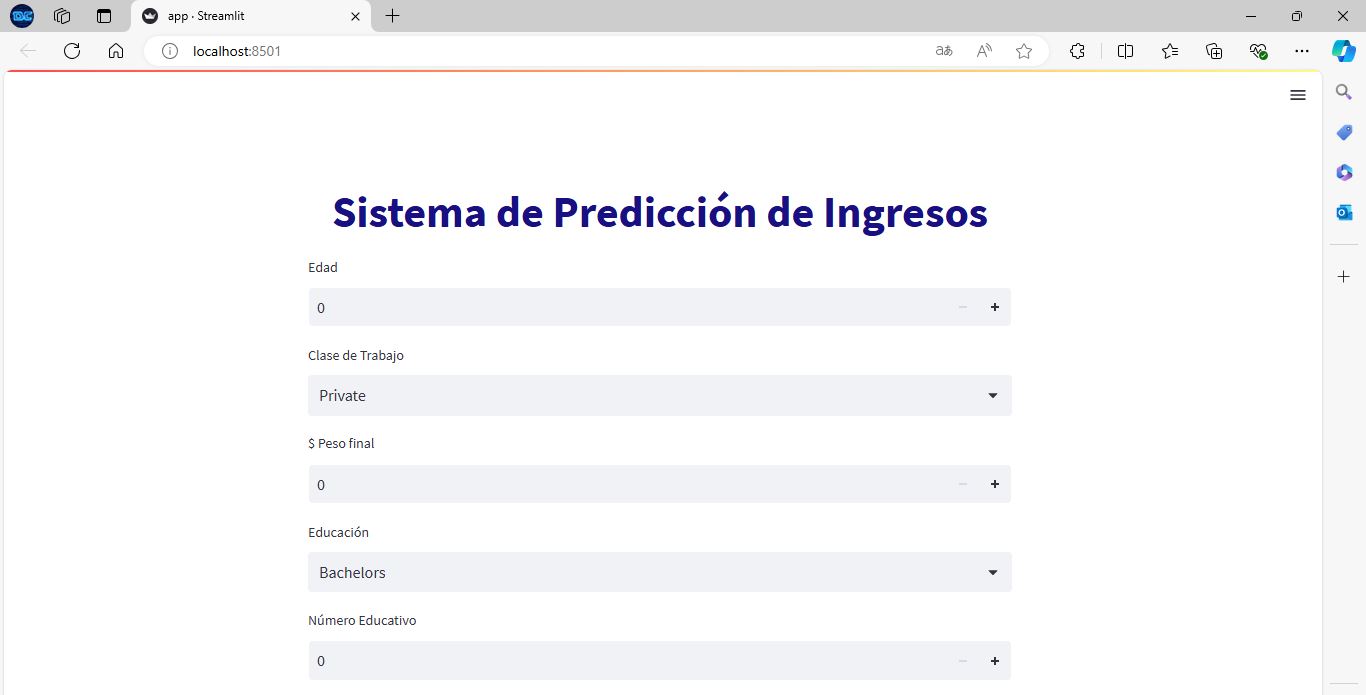 app · Streamlit
localhost:8501
Sistema de Predicción de Ingresos
Edad
0
Clase de Trabajo
Private
$ Peso final
0
Educación
Bachelors
Número Educativo
0